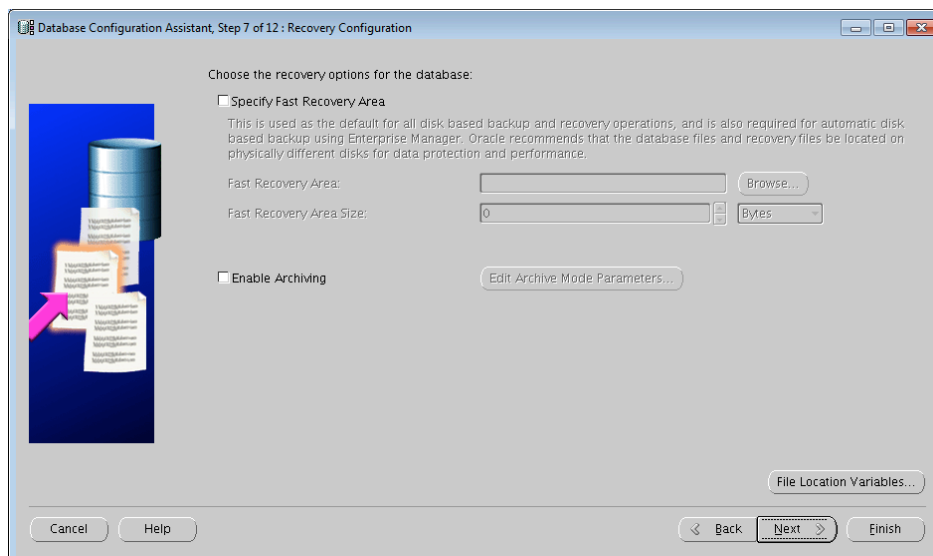 Database Configuration Assistant, Step 7 of 12 : Recovery Configuration
Choose the recovery options for the database:
Specify Fast Recovery Area
This is used as the default for all disk based backup and recovery operations, and is also required for automatic disk
based backup using Enterprise Manager. Oracle recommends that the database files and recovery files be located on
physically different disks for data protection and performance.
Fast Recovery Area:
Browse...
Fast Recovery Area Size:
0
Bytes
Enable Archiving
Edit Archive Mode Parameters...
File Location Variables...
Cancel
Help
Back
Next
Finish